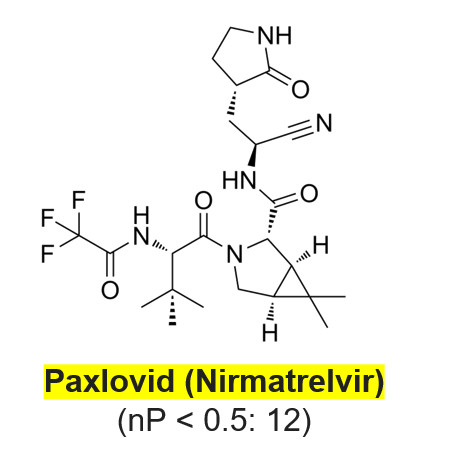 NH
O
N
HN
O
F
F
H
O
F
N
N
H
O
H
Paxlovid (Nirmatrelvir)
(nP < 0.5: 12)